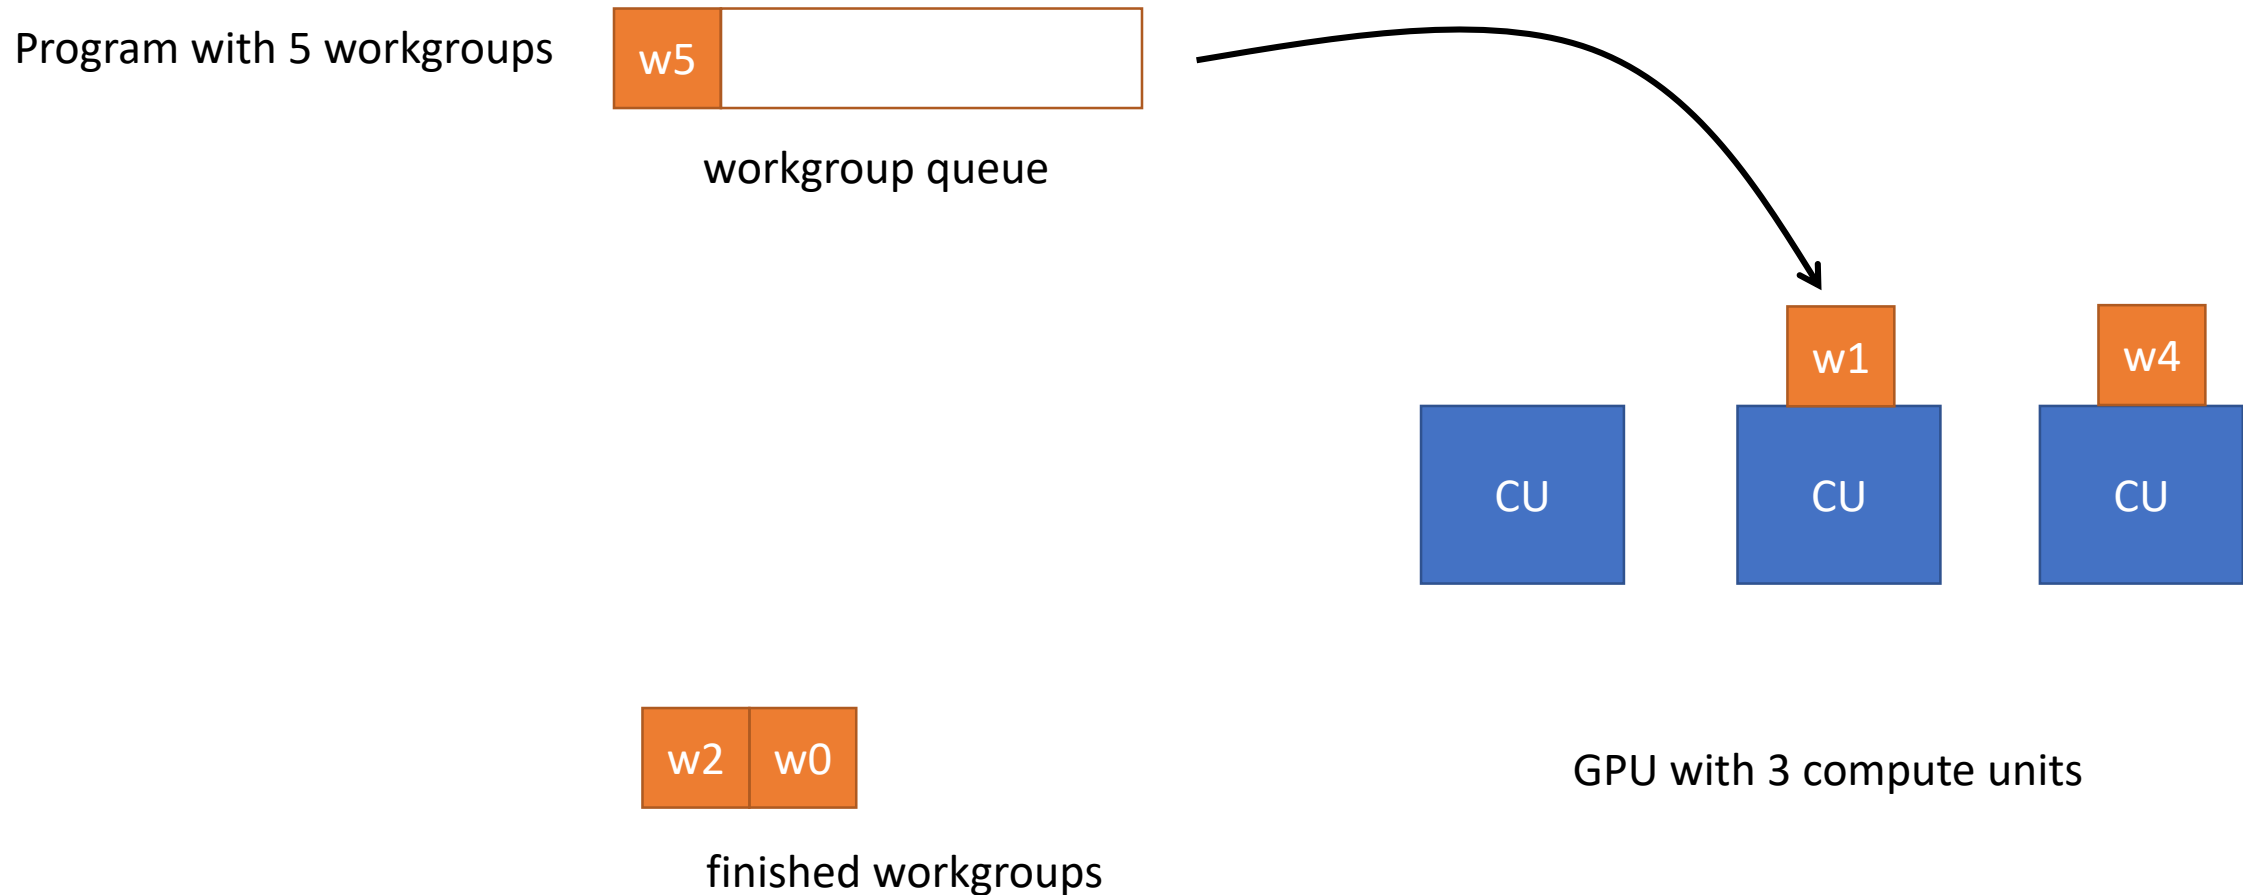 Program with 5 workgroups
w5
workgroup queue
w1
w4
CU
CU
CU
w2
w0
GPU with 3 compute units
finished workgroups